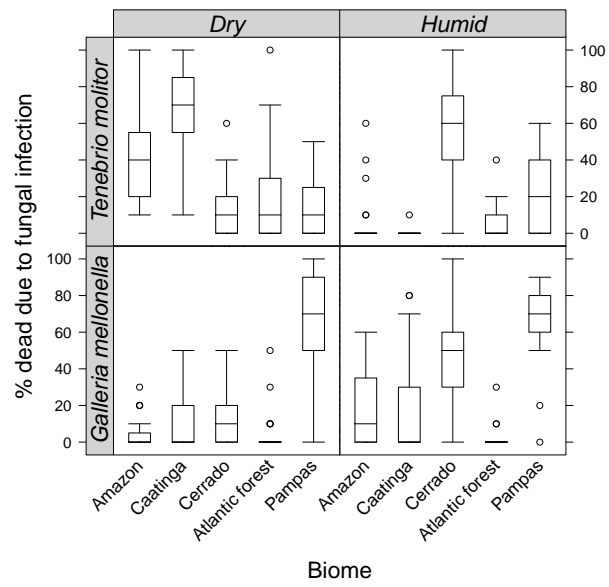 Dry Humid
% dead due to fungal infection
Tenebrio molitor
100
80
60
40
20
0
Galleria mellonella
100
80
60
40
20
0
Amazon
Caatinga
Cerrado
Atlantic forest
Pampas
Amazon
Caatinga
Cerrado
Atlantic forest
Pampas
Biome